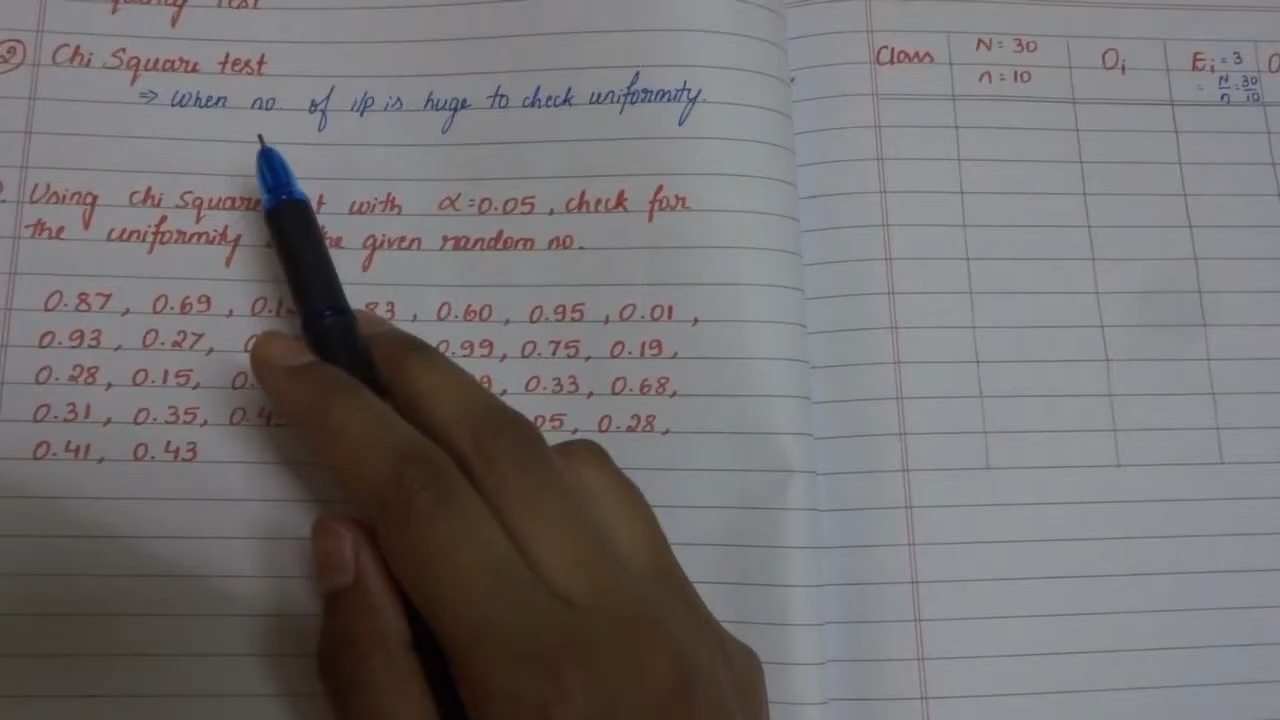 ② Chi Square test
⇒ When no. of i/p is huge to check uniformity.
Using Chi Square with α=0.05, check for
the uniformity the given random no.
0.87, 0.69, 0.60, 0.95, 0.01,
0.93, 0.27, 0.99, 0.75, 0.19,
0.28, 0.15, 0.33, 0.68,
0.31, 0.35, 0.28,
0.41, 0.43
Class N=30 Oi Ei=3
n=10 = N/n = 30/10